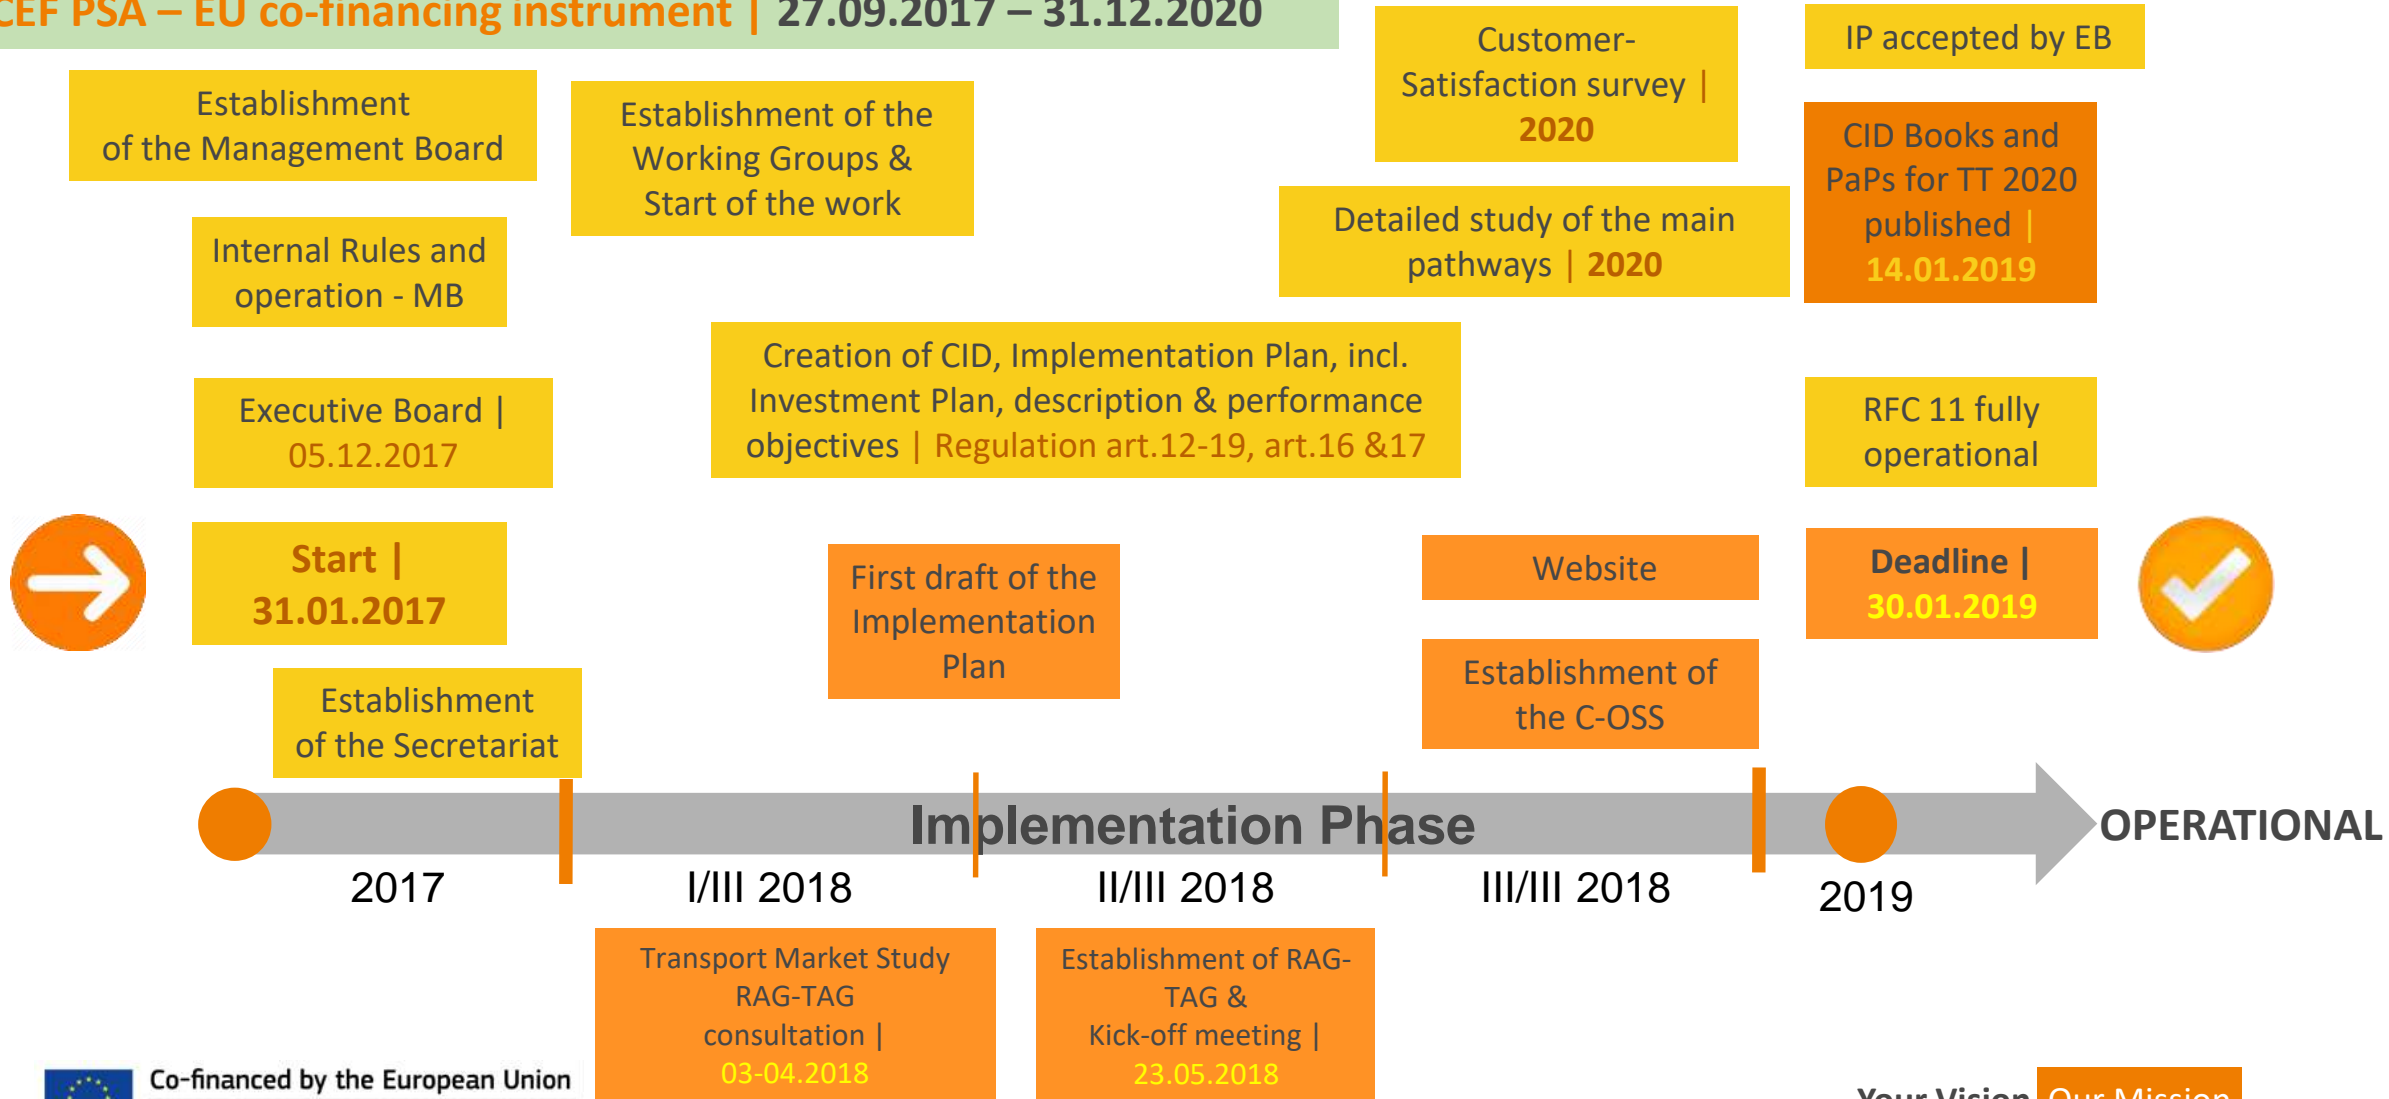 CEF PSA – EU co-financing instrument | 27.09.2017 – 31.12.2020
Establishment
of the Management Board
Internal Rules and
operation - MB
Executive Board |
05.12.2017
Start |
31.01.2017
Establishment
of the Secretariat
Establishment of the
Working Groups &
Start of the work
Creation of CID, Implementation Plan, incl.
Investment Plan, description & performance
objectives | Regulation art.12-19, art.16 &17
First draft of the
Implementation
Plan
Customer-
Satisfaction survey |
2020
Detailed study of the main
pathways | 2020
Website
Establishment of
the C-OSS
IP accepted by EB
CID Books and
PaPs for TT 2020
published |
14.01.2019
RFC 11 fully
operational
Deadline |
30.01.2019
Implementation Phase
OPERATIONAL
2017
I/III 2018
II/III 2018
III/III 2018
2019
Transport Market Study
RAG-TAG
consultation |
03-04.2018
Establishment of RAG-
TAG &
Kick-off meeting |
23.05.2018
Co-financed by the European Union
Your Vision Our Mission